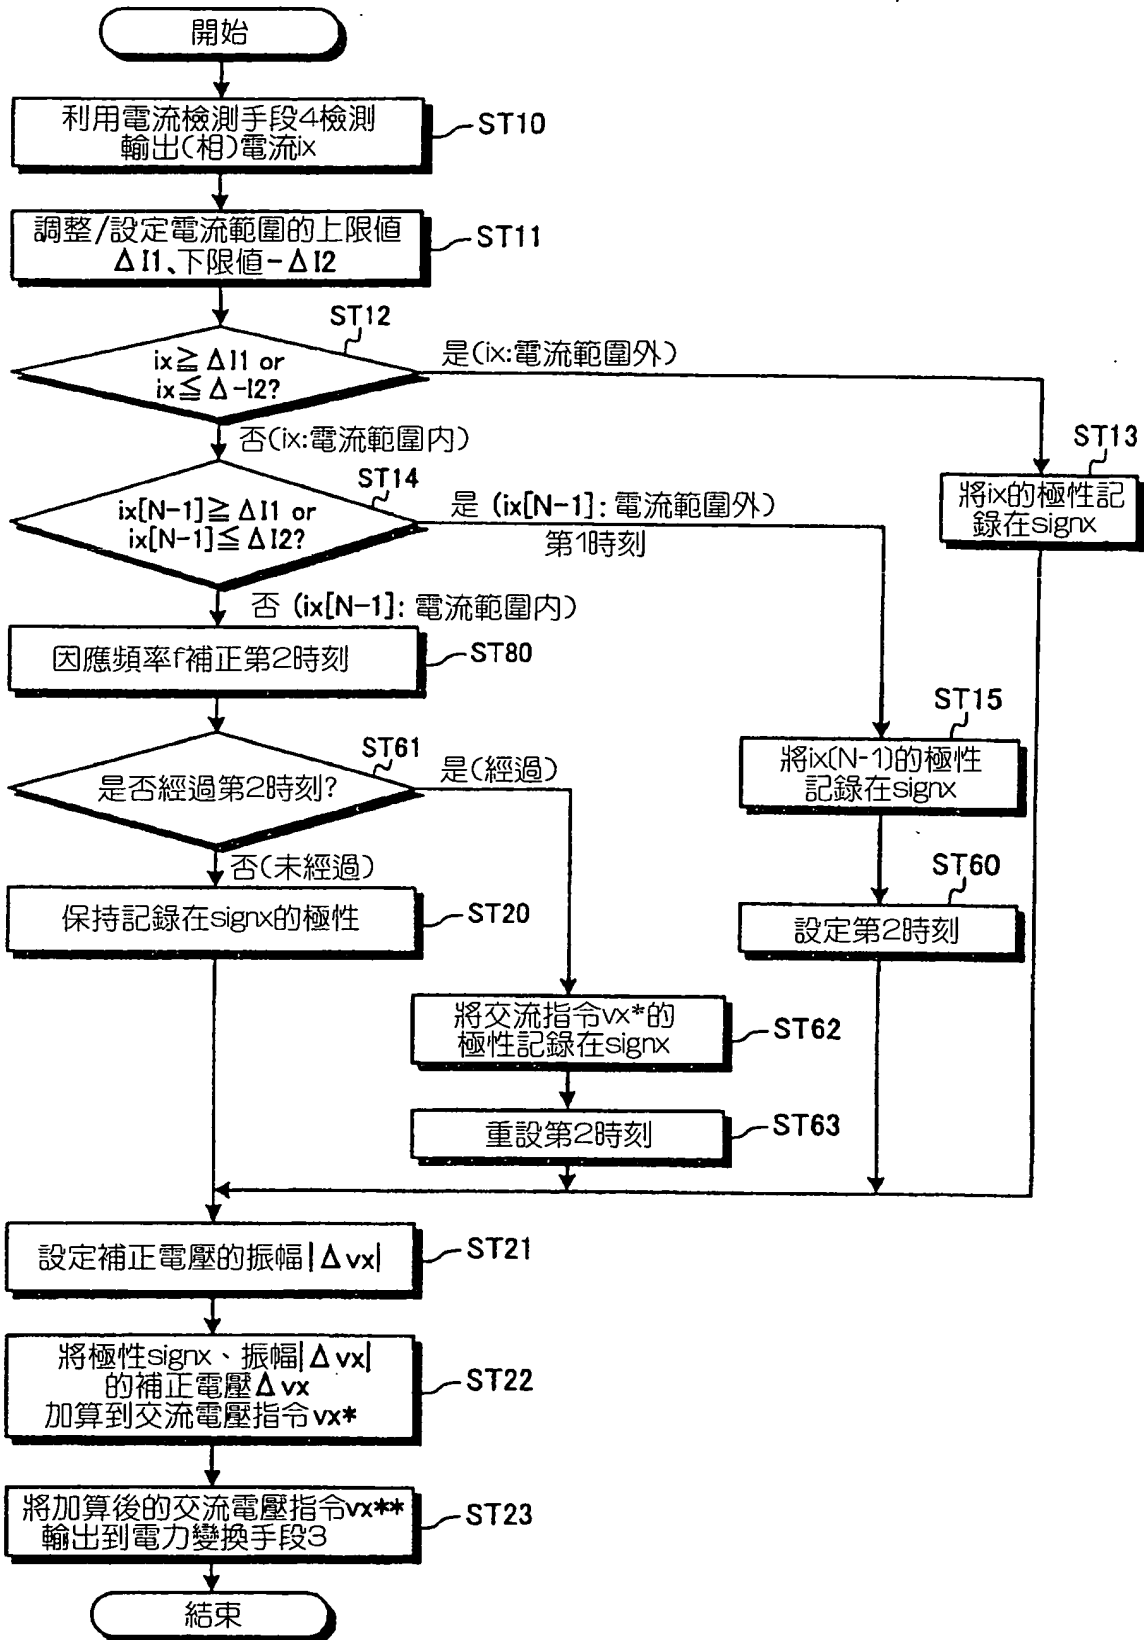 開始
利用電流檢測手段4檢測
輸出(相)電流ix
ST10
調整/設定電流範圍的上限值
ΔI1、下限值-ΔI2
ST11
ST12
ix≧ΔI1 or
ix≦Δ-I2?
是(ix:電流範圍外)
否(ix:電流範圍内)
ST13
將ix的極性記
錄在signx
ST14
ix[N-1]≧ΔI1 or
ix[N-1]≦ΔI2?
是 (ix[N-1]: 電流範圍外)
第1時刻
否 (ix[N-1]: 電流範圍内)
因應頻率f補正第2時刻
ST80
ST15
將ix(N-1)的極性
記錄在signx
ST61
是否經過第2時刻?
是(經過)
否(未經過)
ST60
設定第2時刻
保持記錄在signx的極性
ST20
將交流指令vx*的
極性記錄在signx
ST62
重設第2時刻
ST63
設定補正電壓的振幅|Δvx|
ST21
將極性signx、振幅|Δvx|
的補正電壓Δvx
加算到交流電壓指令vx*
ST22
將加算後的交流電壓指令vx**
輸出到電力變換手段3
ST23
結束